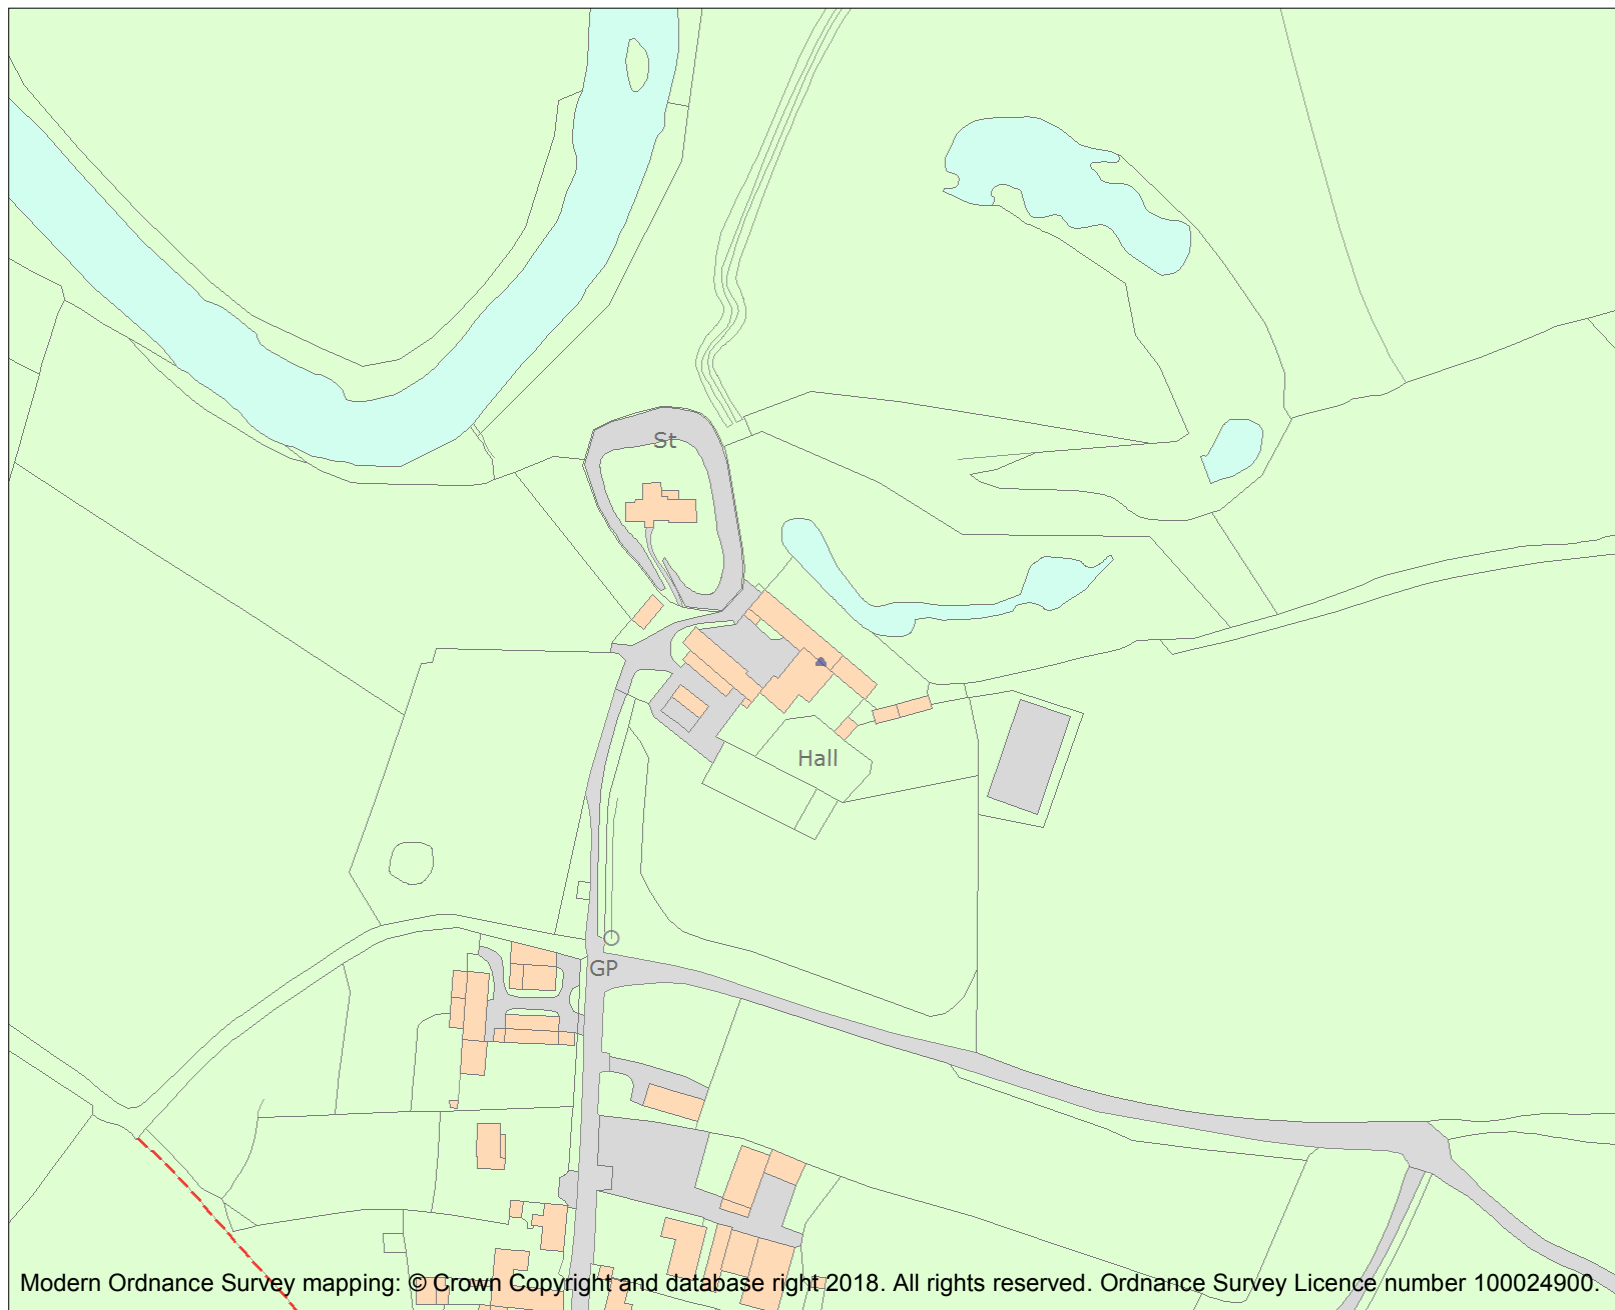 St
Hall
GP
Modern Ordnance Survey mapping: © Crown Copyright and database right 2018. All rights reserved. Ordnance Survey Licence number 100024900.